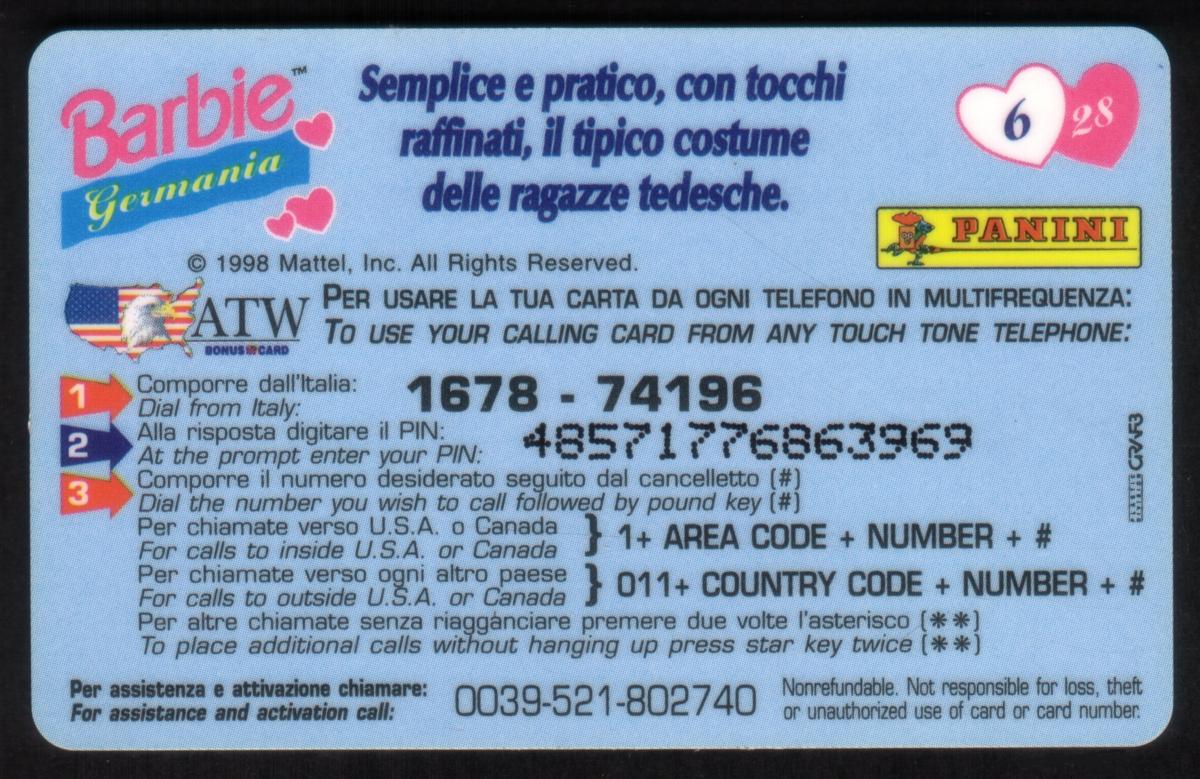 Barbie™
Germania
Semplice e pratico, con tocchi
raffinati, il tipico costume
delle ragazze tedesche.
6 28
PANINI
© 1998 Mattel, Inc. All Rights Reserved.
ATW
BONUS CARD
PER USARE LA TUA CARTA DA OGNI TELEFONO IN MULTIFREQUENZA:
TO USE YOUR CALLING CARD FROM ANY TOUCH TONE TELEPHONE:
1 Comporre dall'Italia: 1678 - 74196
Dial from Italy:
2 Alla risposta digitare il PIN: 485717768639​69
At the prompt enter your PIN:
3 Comporre il numero desiderato seguito dal cancelletto (#)
Dial the number you wish to call followed by pound key (#)
Per chiamate verso U.S.A. o Canada } 1+ AREA CODE + NUMBER + #
For calls to inside U.S.A. or Canada
Per chiamate verso ogni altro paese } 011+ COUNTRY CODE + NUMBER + #
For calls to outside U.S.A. or Canada
Per altre chiamate senza riagganciare premere due volte l'asterisco (**)
To place additional calls without hanging up press star key twice (**)
Per assistenza e attivazione chiamare: 0039-521-802740
For assistance and activation call:
Nonrefundable. Not responsible for loss, theft
or unauthorized use of card or card number.